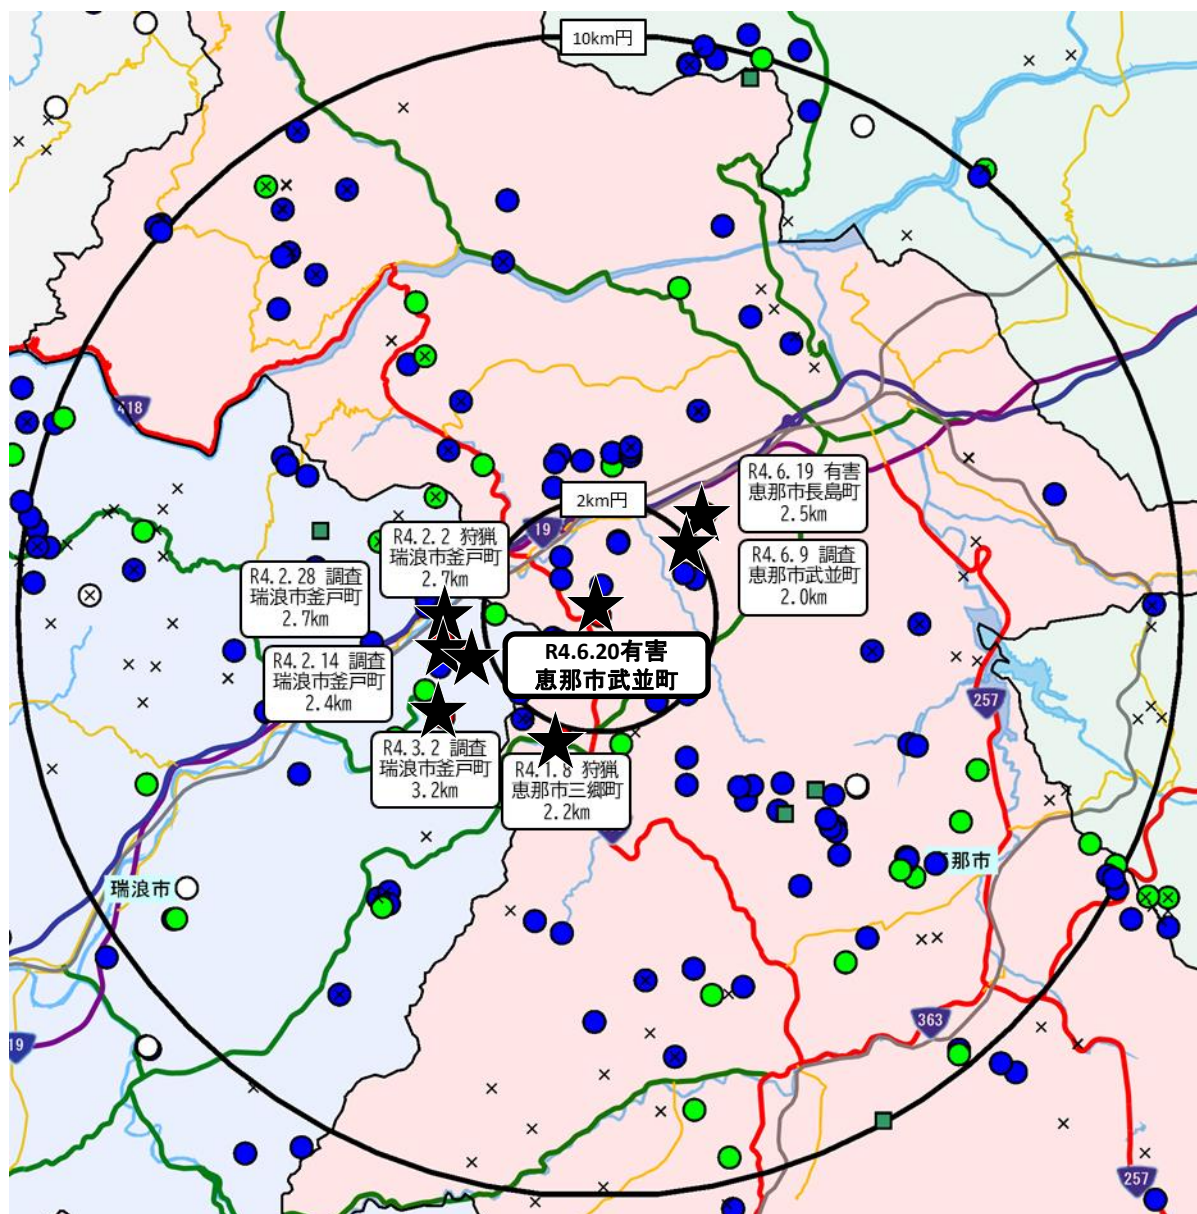 10km円
418
2km円
19
R4.6.19 有害
恵那市長島町
2.5km
R4.2.2 狩猟
瑞浪市釜戸町
2.7km
R4.6.9 調査
恵那市武並町
2.0km
R4.2.28 調査
瑞浪市釜戸町
2.7km
R4.6.20有害
恵那市武並町
R4.2.14 調査
瑞浪市釜戸町
2.4km
257
R4.3.2 調査
瑞浪市釜戸町
3.2km
R4.1.8 狩猟
恵那市三郷町
2.2km
那市
瑞浪市
363
19
257